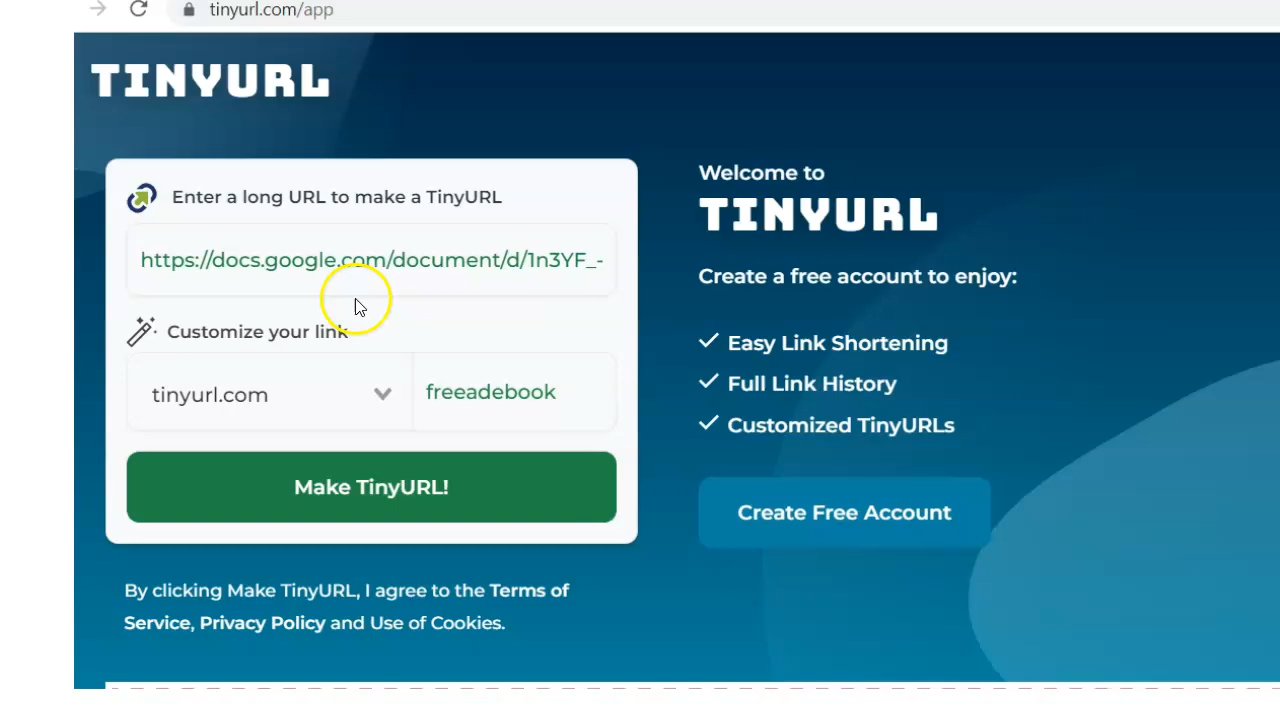 tinyurl.com/app
TINYURL
Enter a long URL to make a TinyURL
https://docs.google.com/document/d/1n3YF_-
Customize your link
tinyurl.com
freeadebook
Make TinyURL!
By clicking Make TinyURL, I agree to the Terms of
Service, Privacy Policy and Use of Cookies.
Welcome to
TINYURL
Create a free account to enjoy:
Easy Link Shortening
Full Link History
Customized TinyURLs
Create Free Account